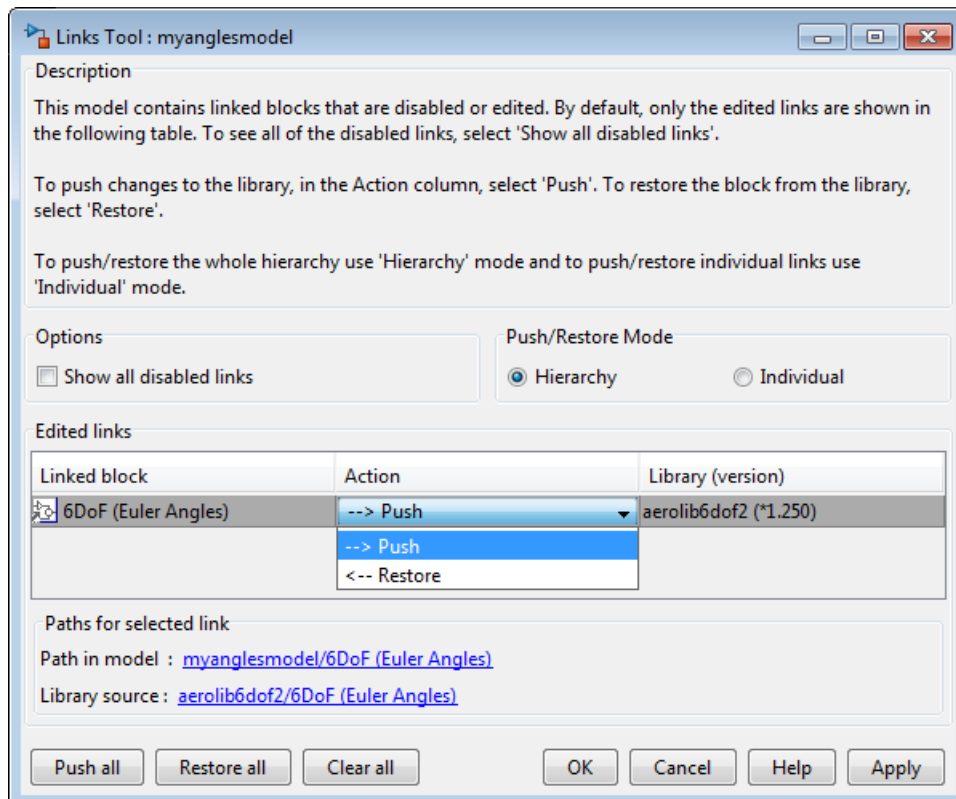 Links Tool : myanglesmodel
Description
This model contains linked blocks that are disabled or edited. By default, only the edited links are shown in
the following table. To see all of the disabled links, select 'Show all disabled links'.
To push changes to the library, in the Action column, select 'Push'. To restore the block from the library,
select 'Restore'.
To push/restore the whole hierarchy use 'Hierarchy' mode and to push/restore individual links use
'Individual' mode.
Options
Show all disabled links
Push/Restore Mode
Hierarchy Individual
Edited links
Linked block Action Library (version)
6DoF (Euler Angles) --> Push aerolib6dof2 (*1.250)
--> Push
<-- Restore
Paths for selected link
Path in model : myanglesmodel/6DoF (Euler Angles)
Library source : aerolib6dof2/6DoF (Euler Angles)
Push all Restore all Clear all OK Cancel Help Apply